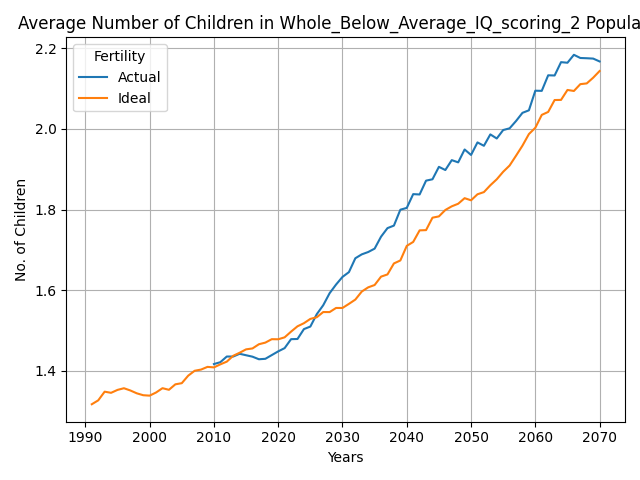 Average Number of Children in Whole_Below_Average_IQ_scoring_2 Popula
Fertility
Actual
Ideal
No. of Children
2.2
2.0
1.8
1.6
1.4
1990 2000 2010 2020 2030 2040 2050 2060 2070
Years